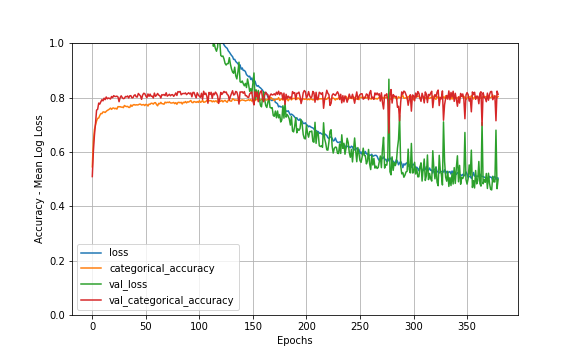 1.0
0.8
0.6
0.4
0.2
0.0
Accuracy - Mean Log Loss
loss
categorical_accuracy
val_loss
val_categorical_accuracy
0 50 100 150 200 250 300 350
Epochs